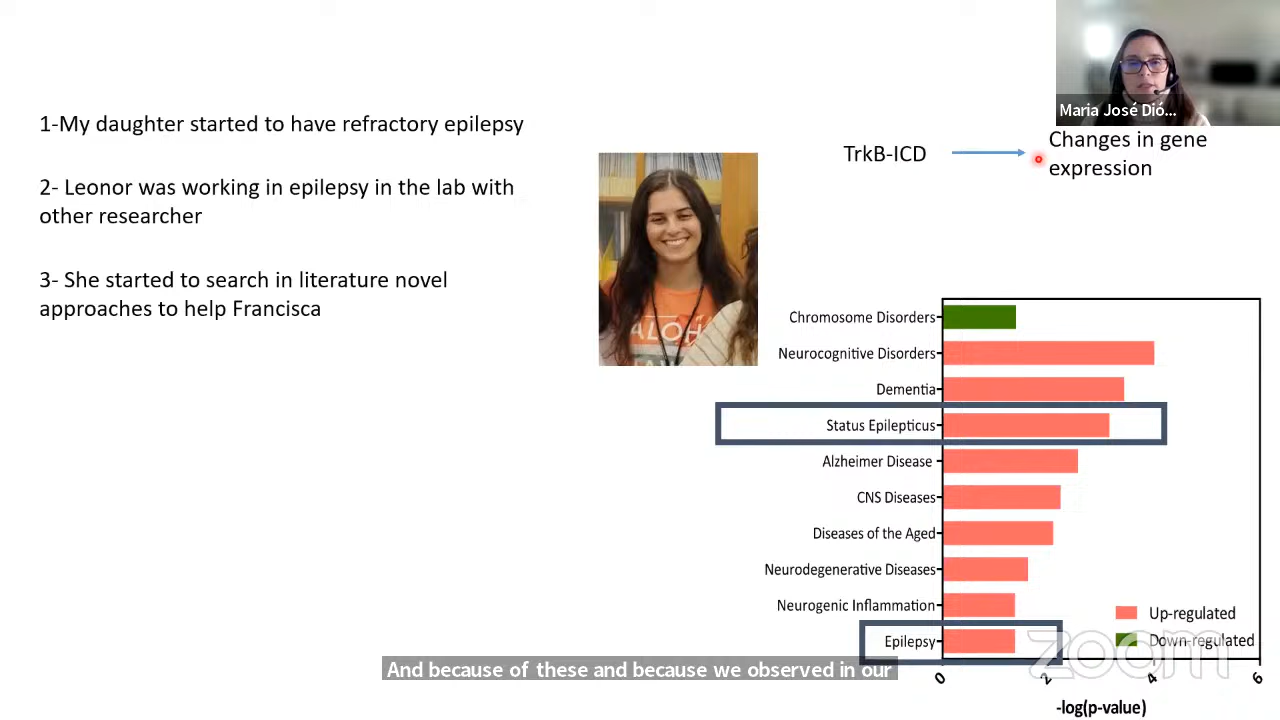 Maria José Dió...
1-My daughter started to have refractory epilepsy
2- Leonor was working in epilepsy in the lab with
other researcher
3- She started to search in literature novel
approaches to help Francisca
ALOH
TrkB-ICD
Changes in gene
expression
Chromosome Disorders
Neurocognitive Disorders
Dementia
Status Epilepticus
Alzheimer Disease
CNS Diseases
Diseases of the Aged
Neurodegenerative Diseases
Neurogenic Inflammation
Epilepsy
Up-regulated
Down-regulated
zoom
0 2 4 6
-log(p-value)
And because of these and because we observed in our